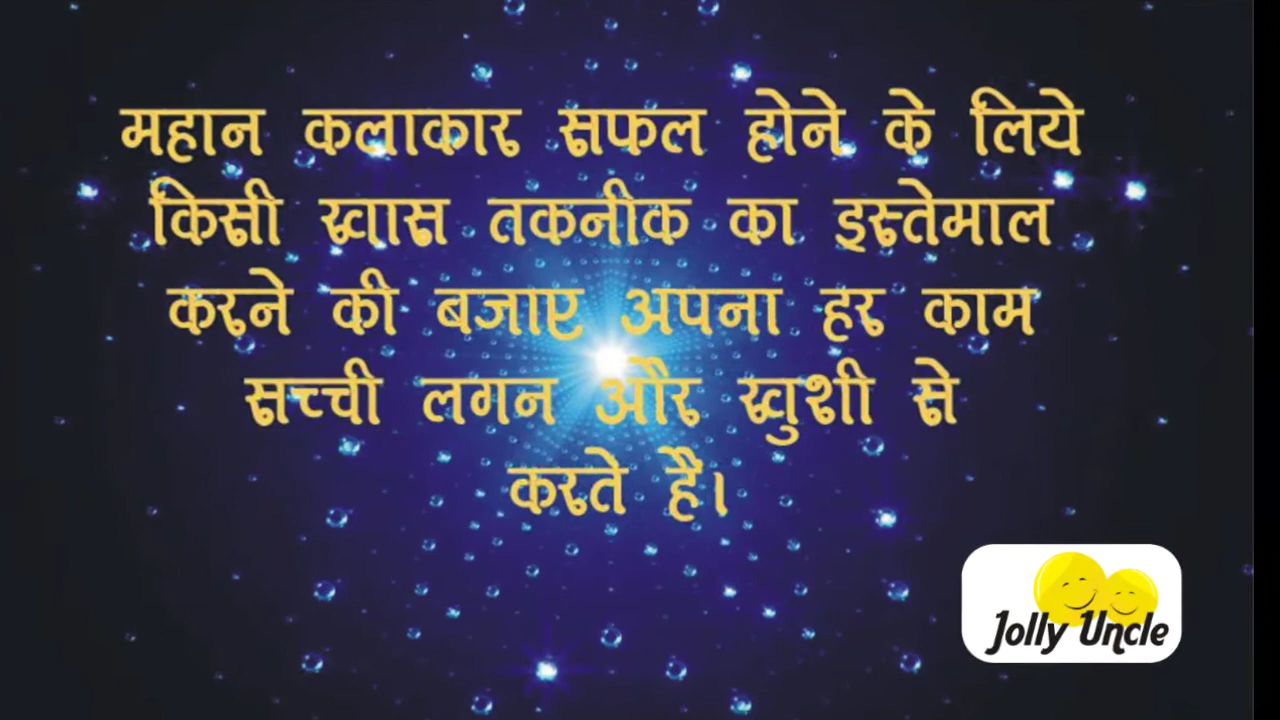 महान कलाकार सफल होने के लिये
किसी खास तकनीक का इस्तेमाल
करने की बजाए अपना हर काम
सच्ची लगन और खुशी से
करते है।
Jolly Uncle